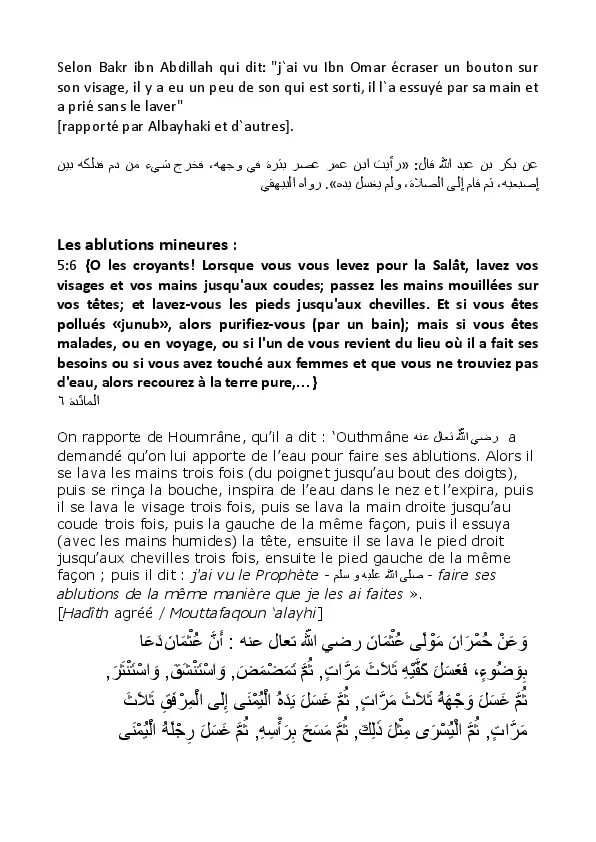 Selon Bakr ibn Abdillah qui dit: "j`ai vu Ibn Omar écraser un bouton sur
son visage, il y a eu un peu de son qui est sorti, il l`a essuyé par sa main et
a prié sans le laver"
[rapporté par Albayhaki et d`autres].
عن بكر بن عبد الله قال: «رأيت ابن عمر عصر بثرة في وجهه، فخرج شيء من دم فدلكه بين
إصبعيه، ثم قام إلى الصلاة، ولم يغسل يده». رواه البيهقي
Les ablutions mineures :
5:6 {O les croyants! Lorsque vous vous levez pour la Salât, lavez vos
visages et vos mains jusqu'aux coudes; passez les mains mouillées sur
vos têtes; et lavez-vous les pieds jusqu'aux chevilles. Et si vous êtes
pollués «junub», alors purifiez-vous (par un bain); mais si vous êtes
malades, ou en voyage, ou si l'un de vous revient du lieu où il a fait ses
besoins ou si vous avez touché aux femmes et que vous ne trouviez pas
d'eau, alors recourez à la terre pure,...}
المائدة ٦
On rapporte de Houmrâne, qu’il a dit : ‘Outhmâne رضي الله تعال عنه a
demandé qu’on lui apporte de l’eau pour faire ses ablutions. Alors il
se lava les mains trois fois (du poignet jusqu’au bout des doigts),
puis se rinça la bouche, inspira de l’eau dans le nez et l’expira, puis
il se lava le visage trois fois, puis se lava la main droite jusqu’au
coude trois fois, puis la gauche de la même façon, puis il essuya
(avec les mains humides) la tête, ensuite il se lava le pied droit
jusqu’aux chevilles trois fois, ensuite le pied gauche de la même
façon ; puis il dit : j’ai vu le Prophète - صلى الله عليه و سلم - faire ses
ablutions de la même manière que je les ai faites ».
[Hadîth agréé / Mouttafaqoun ‘alayhi]
وَعَنْ حُمْرَانَ مَوْلَى عُثْمَانَ رضي الله تعال عنه : أَنَّ عُثْمَانَ دَعَا
بِوَضُوءٍ، فَغَسَلَ كَفَّيْهِ ثَلَاثَ مَرَّاتٍ, ثُمَّ تَمَضْمَضَ, وَاسْتَنْشَقَ, وَاسْتَنْثَرَ,
ثُمَّ غَسَلَ وَجْهَهُ ثَلَاثَ مَرَّاتٍ, ثُمَّ غَسَلَ يَدَهُ الْيُمْنَى إِلَى الْمِرْفَقِ ثَلَاثَ
مَرَّاتٍ, ثُمَّ الْيُسْرَى مِثْلَ ذَلِكَ, ثُمَّ مَسَحَ بِرَأْسِهِ, ثُمَّ غَسَلَ رِجْلَهُ الْيُمْنَى